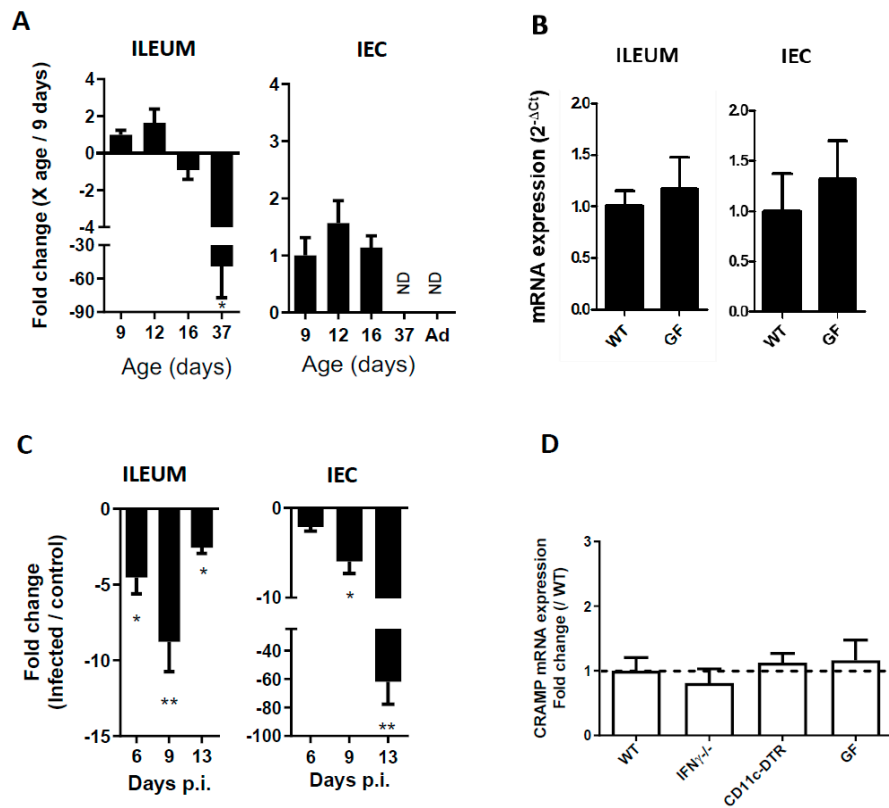 A
ILEUM
IEC
Fold change (X age / 9 days)
4
2
0
-2
-4
-30
-60
-90
*
9 12 16 37
Age (days)
4
3
2
1
0
ND
ND
9 12 16 37 Ad
Age (days)
B
ILEUM
IEC
mRNA expression (2-ΔCt)
2.0
1.5
1.0
0.5
0.0
WT
GF
2.0
1.5
1.0
0.5
0.0
WT
GF
C
ILEUM
IEC
Fold change
(Infected / control)
0
-5
-10
-15
*
**
*
6 9 13
Days p.i.
0
-10
-40
-60
-80
-100
*
**
6 9 13
Days p.i.
D
CRAMP mRNA expression
Fold change (/ WT)
3
2
1
0
WT
IFNγ-/-
CD11c-DTR
GF